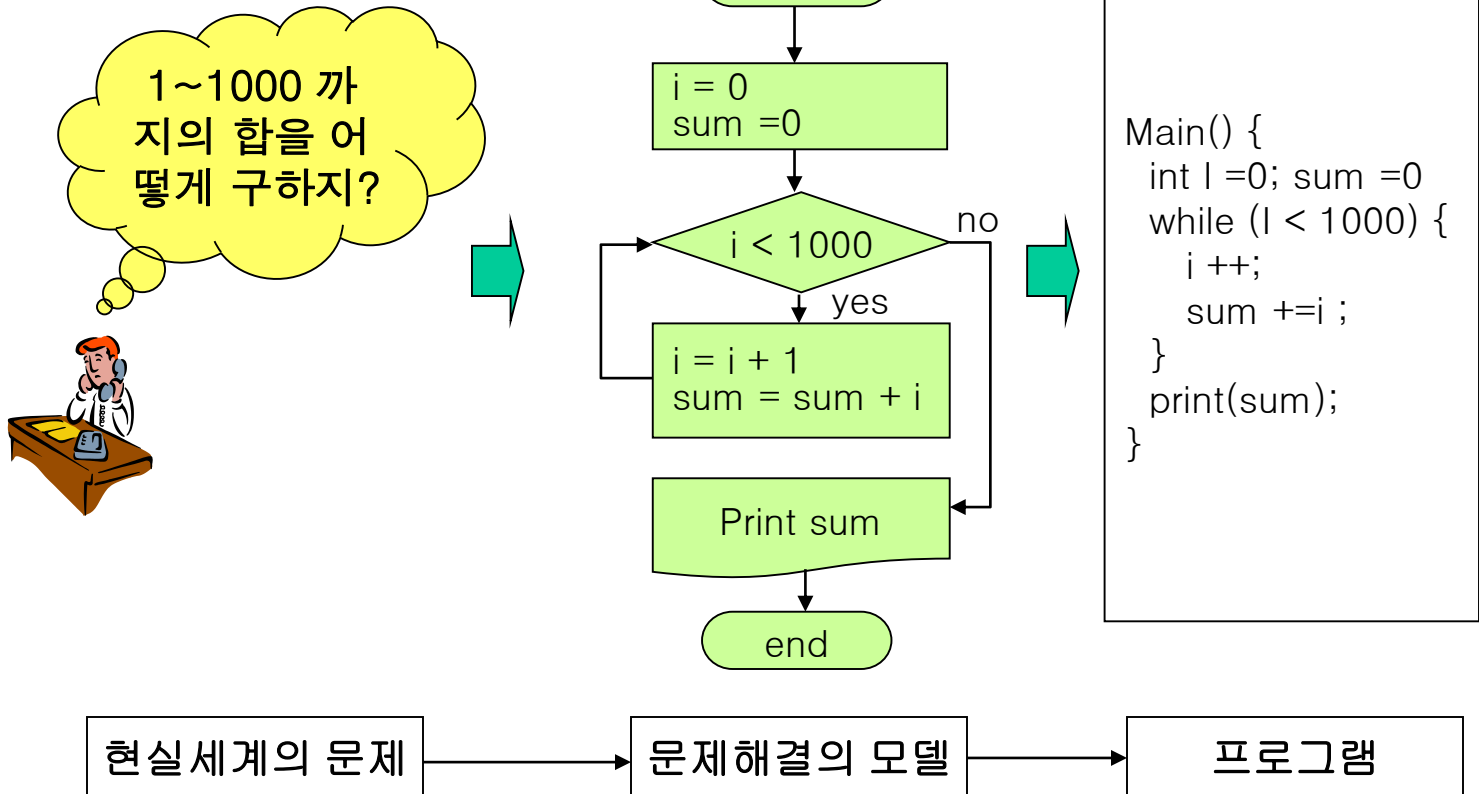 1~1000 까
지의 합을 어
떻게 구하지?
i = 0
sum =0
i < 1000
no
yes
i = i + 1
sum = sum + i
Print sum
end
Main() {
int I =0; sum =0
while (I < 1000) {
i ++;
sum +=i ;
}
print(sum);
}
현실세계의 문제
문제해결의 모델
프로그램